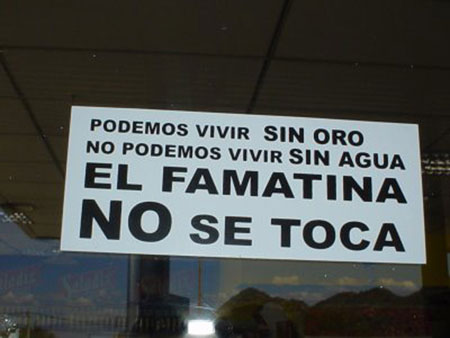 PODEMOS VIVIR SIN ORO
NO PODEMOS VIVIR SIN AGUA
EL FAMATINA
NO SE TOCA